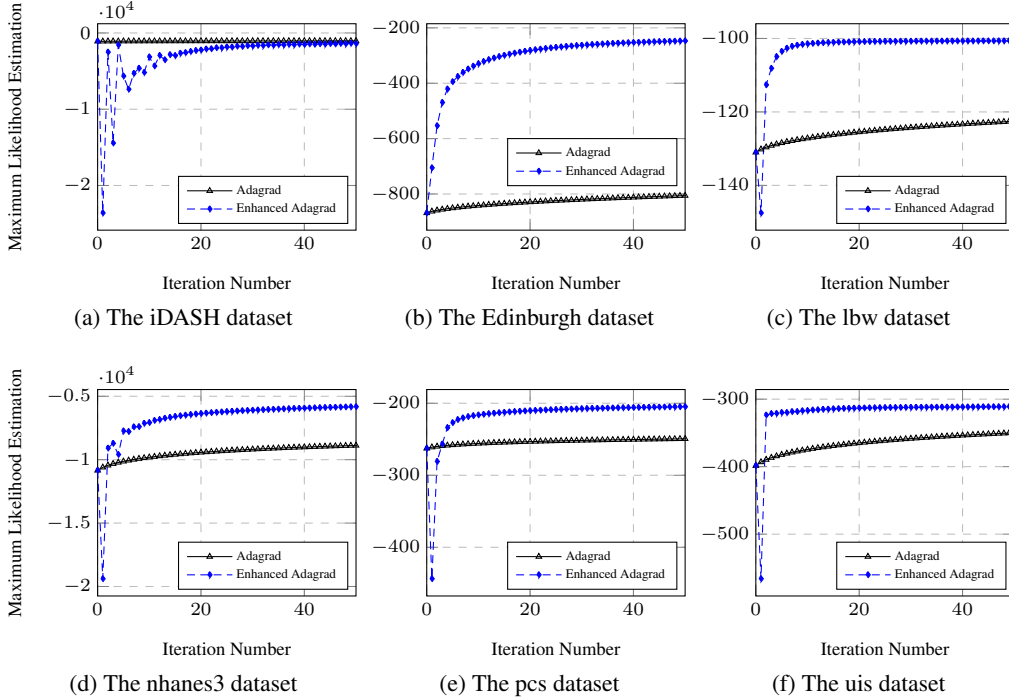 ·10⁴
Maximum Likelihood Estimation
0
−1
−2
0
20
40
Adagrad
Enhanced Adagrad
Iteration Number
(a) The iDASH dataset
−200
−400
−600
−800
0
20
40
Adagrad
Enhanced Adagrad
Iteration Number
(b) The Edinburgh dataset
−100
−120
−140
0
20
40
Adagrad
Enhanced Adagrad
Iteration Number
(c) The lbw dataset
·10⁴
Maximum Likelihood Estimation
−0.5
−1
−1.5
−2
0
20
40
Adagrad
Enhanced Adagrad
Iteration Number
(d) The nhanes3 dataset
−200
−300
−400
0
20
40
Adagrad
Enhanced Adagrad
Iteration Number
(e) The pcs dataset
−300
−400
−500
0
20
40
Adagrad
Enhanced Adagrad
Iteration Number
(f) The uis dataset